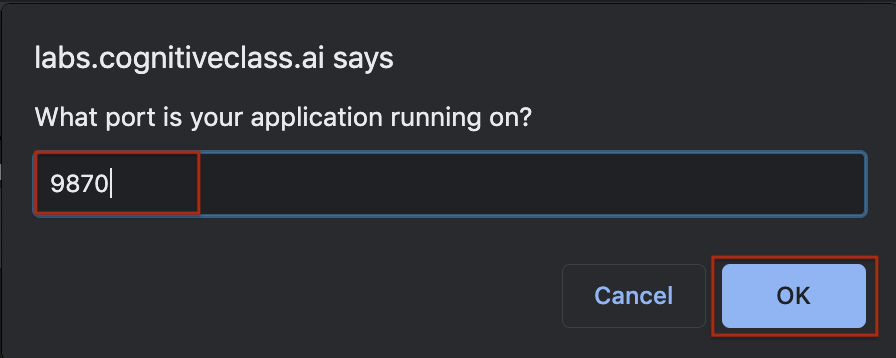 labs.cognitiveclass.ai says
What port is your application running on?
9870
Cancel
OK